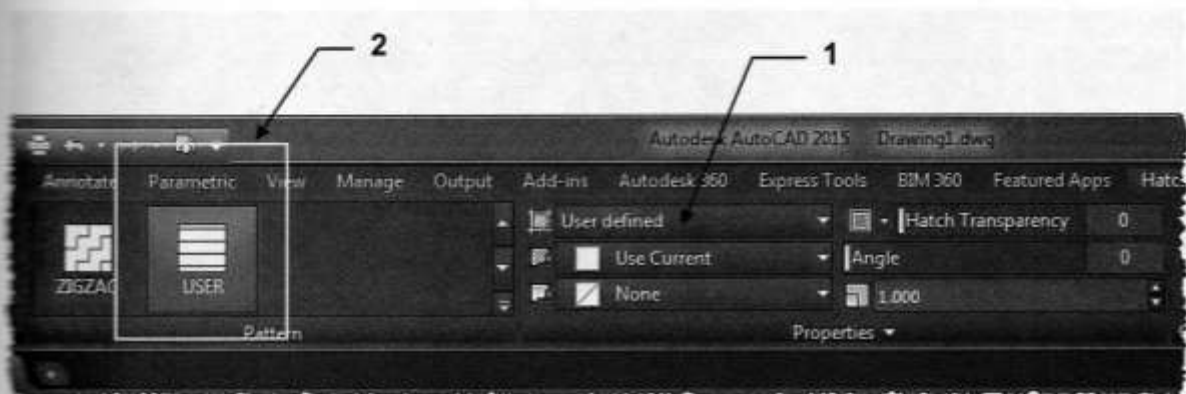 2
1
Autodesk AutoCAD 2015 Drawing1.dwg
Annotate Parametric View Manage Output Add-ins Autodesk 360 Express Tools BIM 360 Featured Apps
User defined Hatch Transparency 0
Use Current Angle 0
ZIGZAG USER None 1.000
Pattern Properties